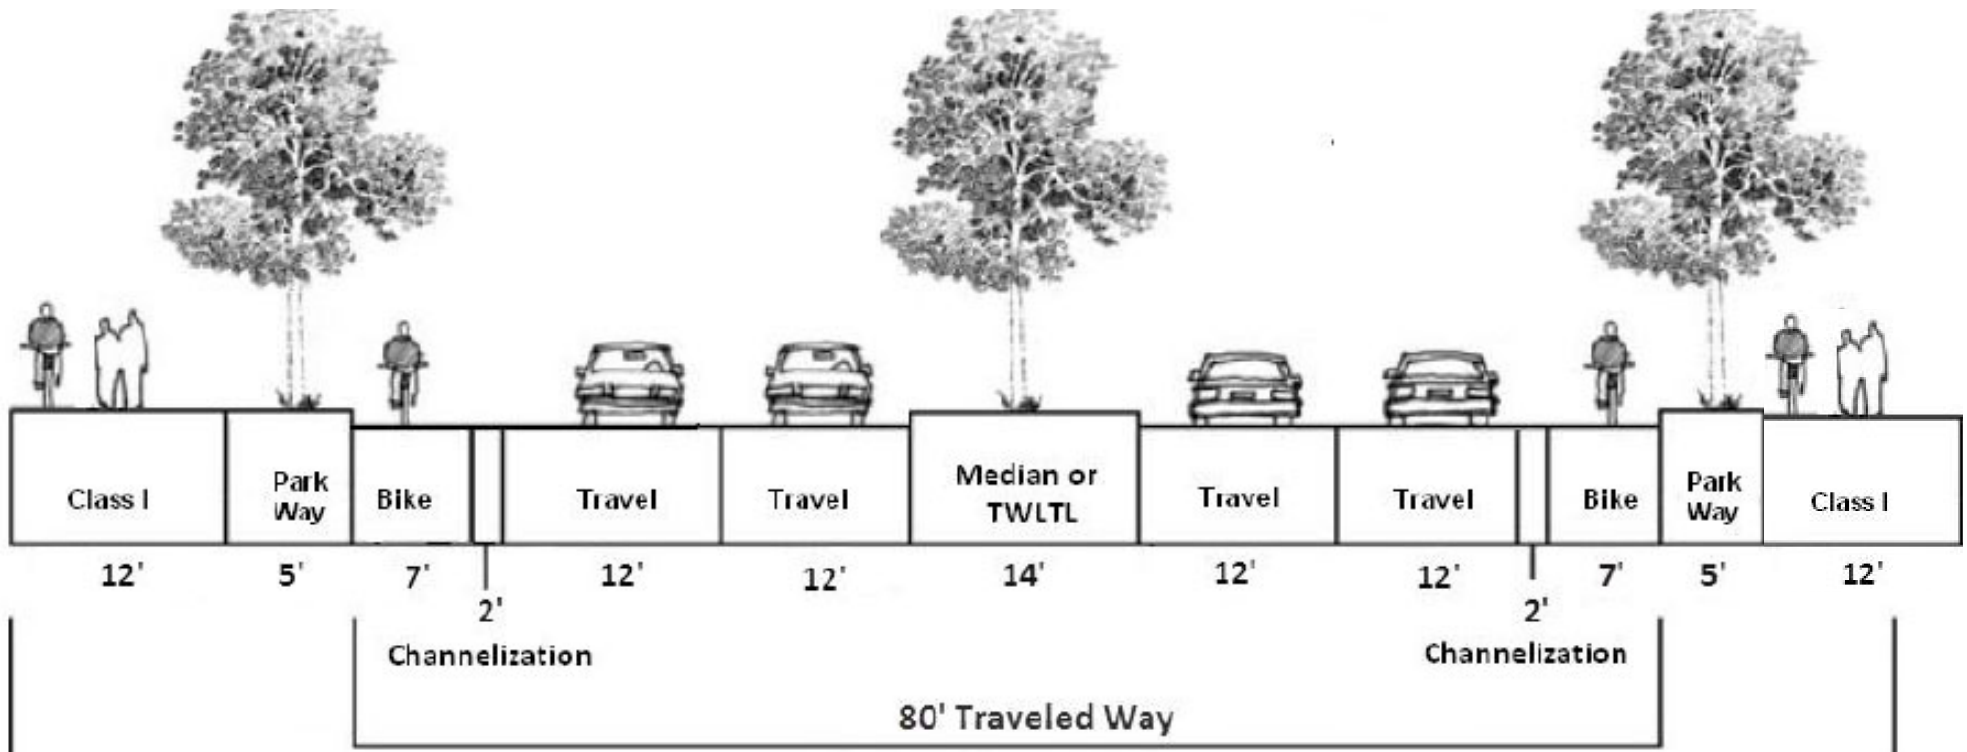 Class I
Park
Way
Bike
Travel
Travel
Median or
TWLTL
Travel
Travel
Bike
Park
Way
Class I
12'
5'
7'
12'
12'
14'
12'
12'
7'
5'
12'
2'
2'
Channelization
Channelization
80' Traveled Way